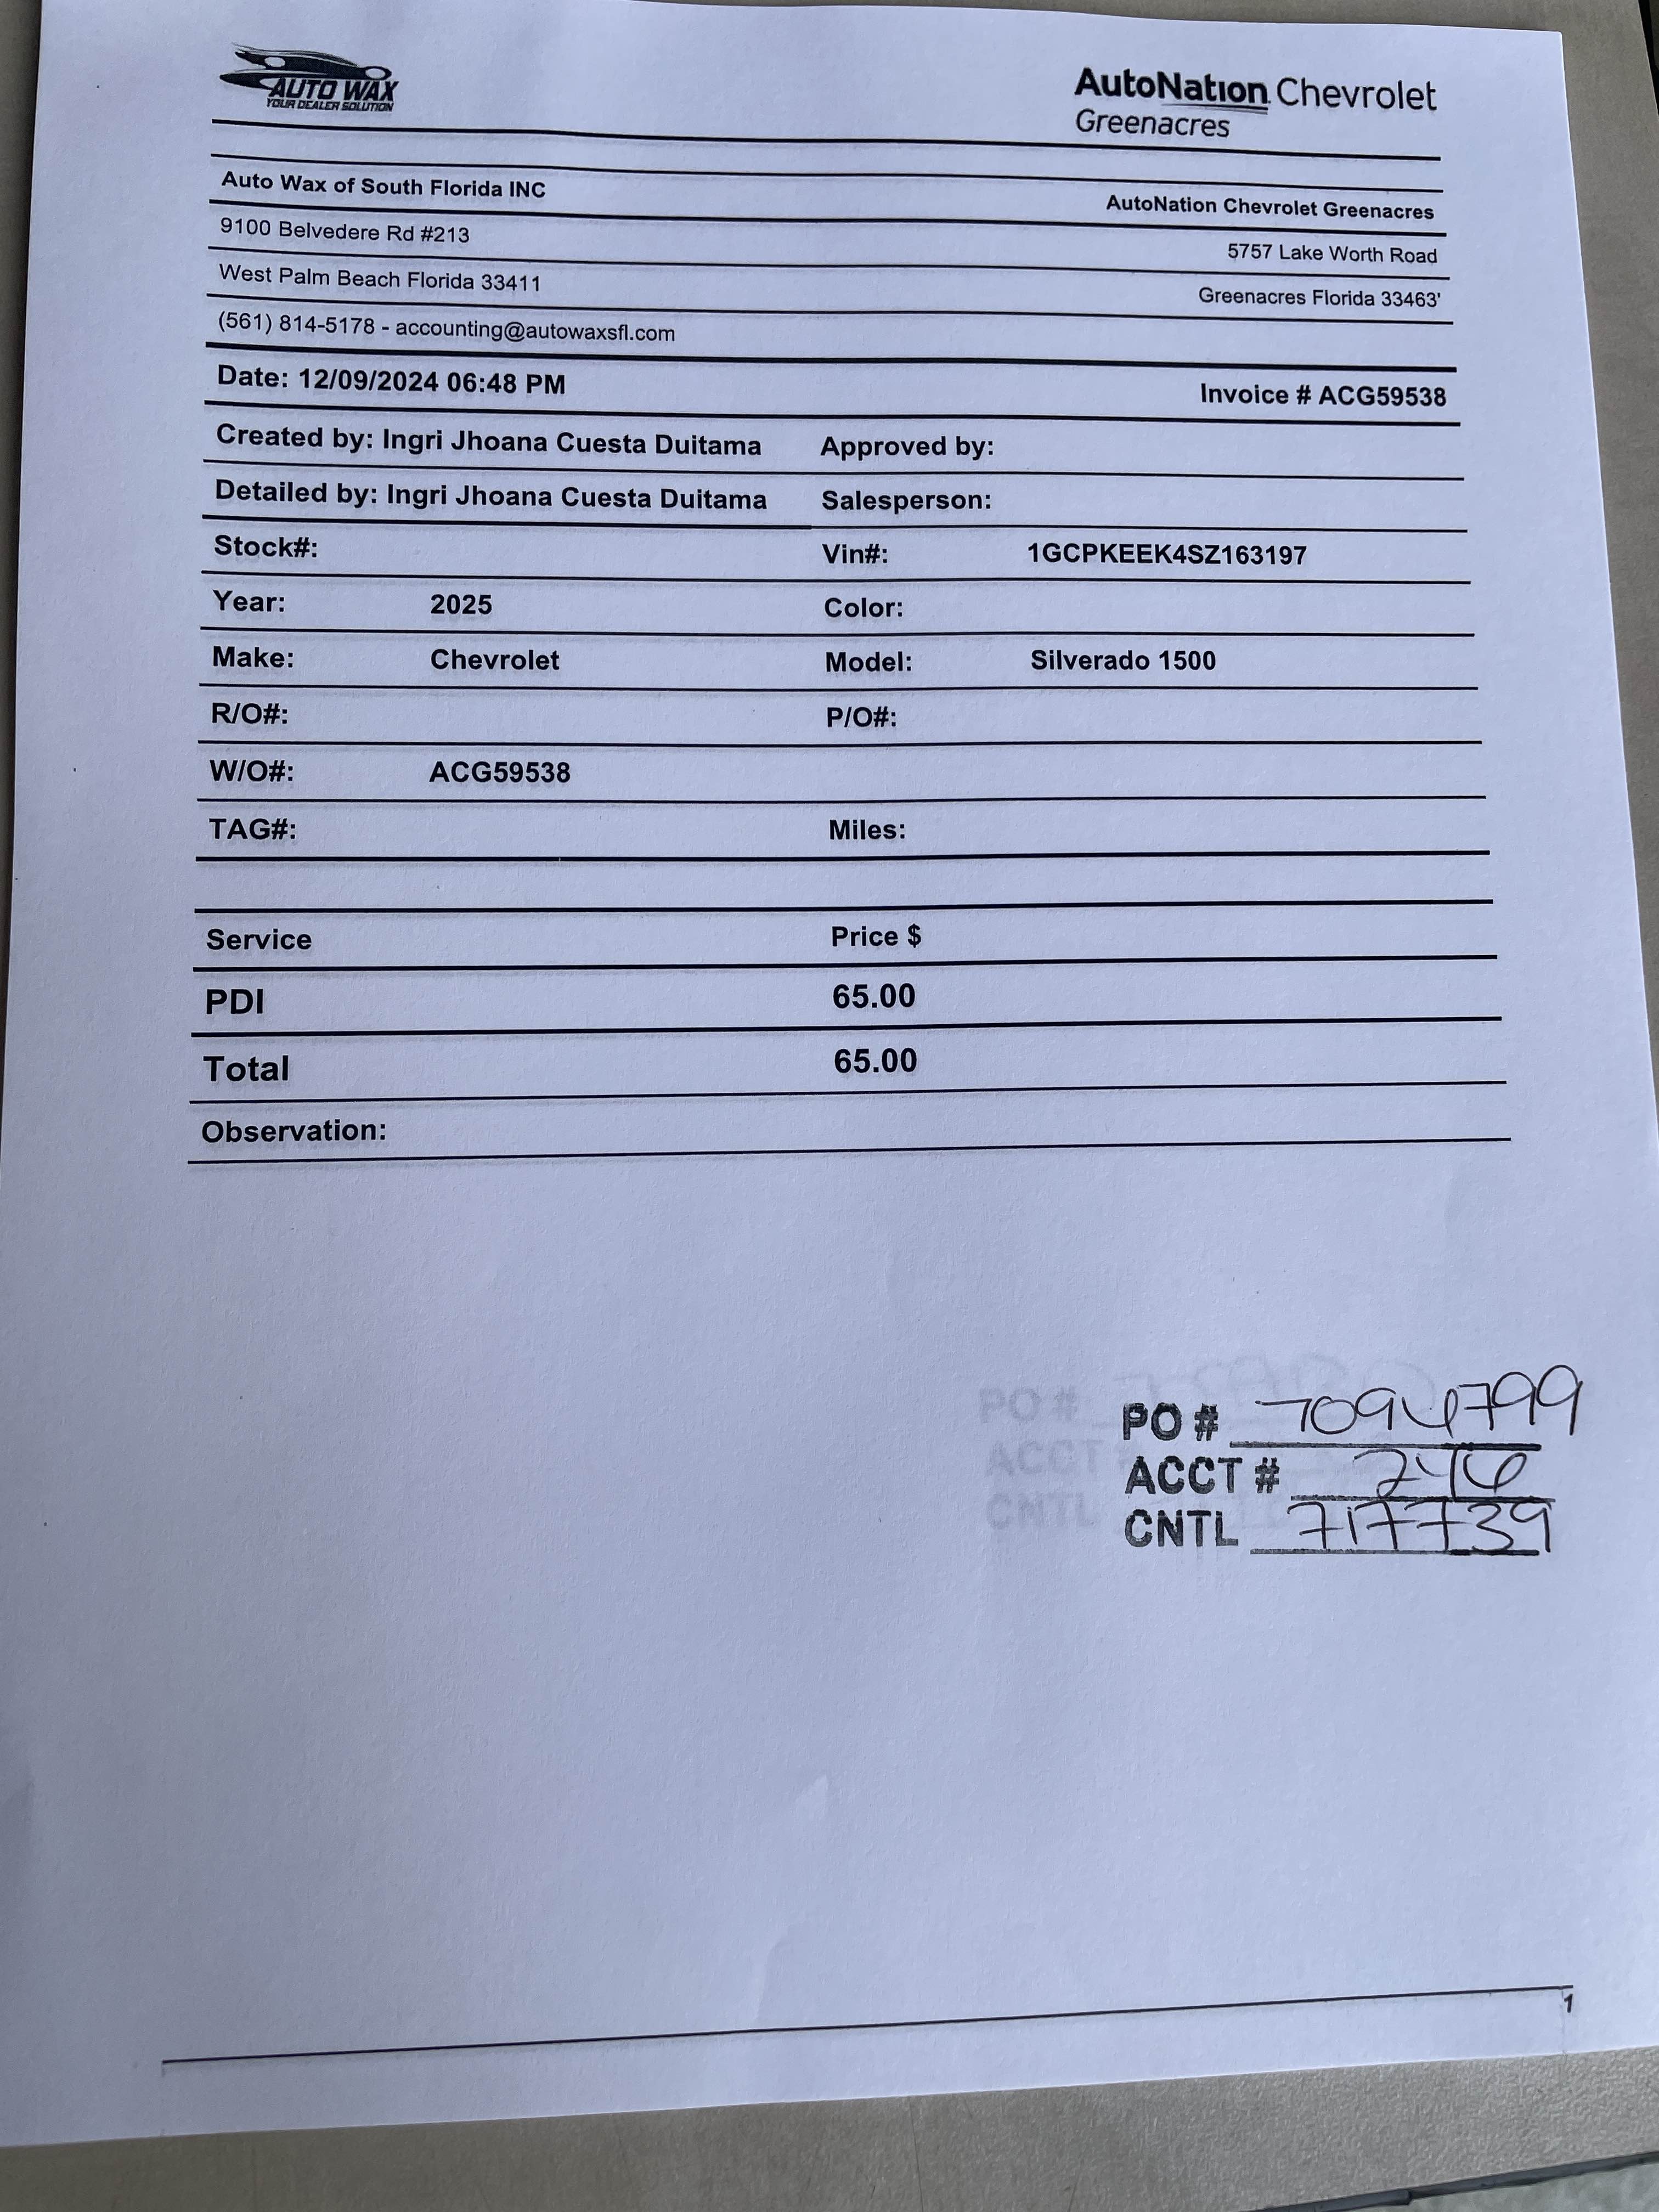 AUTO WAX
YOUR DEALER SOLUTION
AutoNation Chevrolet
Greenacres
Auto Wax of South Florida INC
AutoNation Chevrolet Greenacres
9100 Belvedere Rd #213
5757 Lake Worth Road
West Palm Beach Florida 33411
Greenacres Florida 33463'
(561) 814-5178 - accounting@autowaxsfl.com
Date: 12/09/2024 06:48 PM Invoice # ACG59538
Created by: Ingri Jhoana Cuesta Duitama Approved by:
Detailed by: Ingri Jhoana Cuesta Duitama Salesperson:
Stock#: Vin#: 1GCPKEEK4SZ163197
Year: 2025 Color:
Make: Chevrolet Model: Silverado 1500
R/O#: P/O#:
W/O#: ACG59538
TAG#: Miles:
Service Price $
PDI 65.00
Total 65.00
Observation:
PO # 7094799
ACCT # 246
CNTL 717739
1